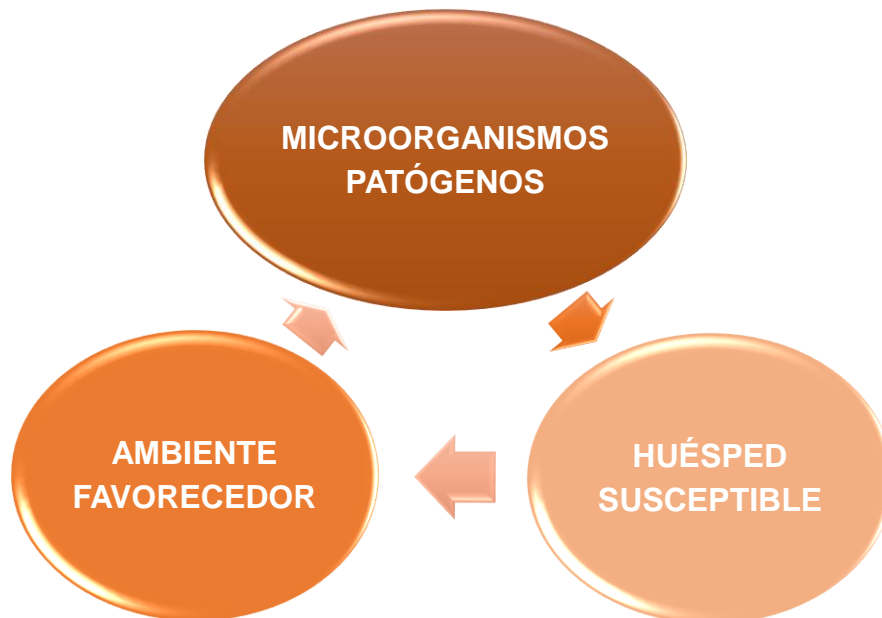 MICROORGANISMOS
PATÓGENOS
AMBIENTE
FAVORECEDOR
HUÉSPED
SUSCEPTIBLE